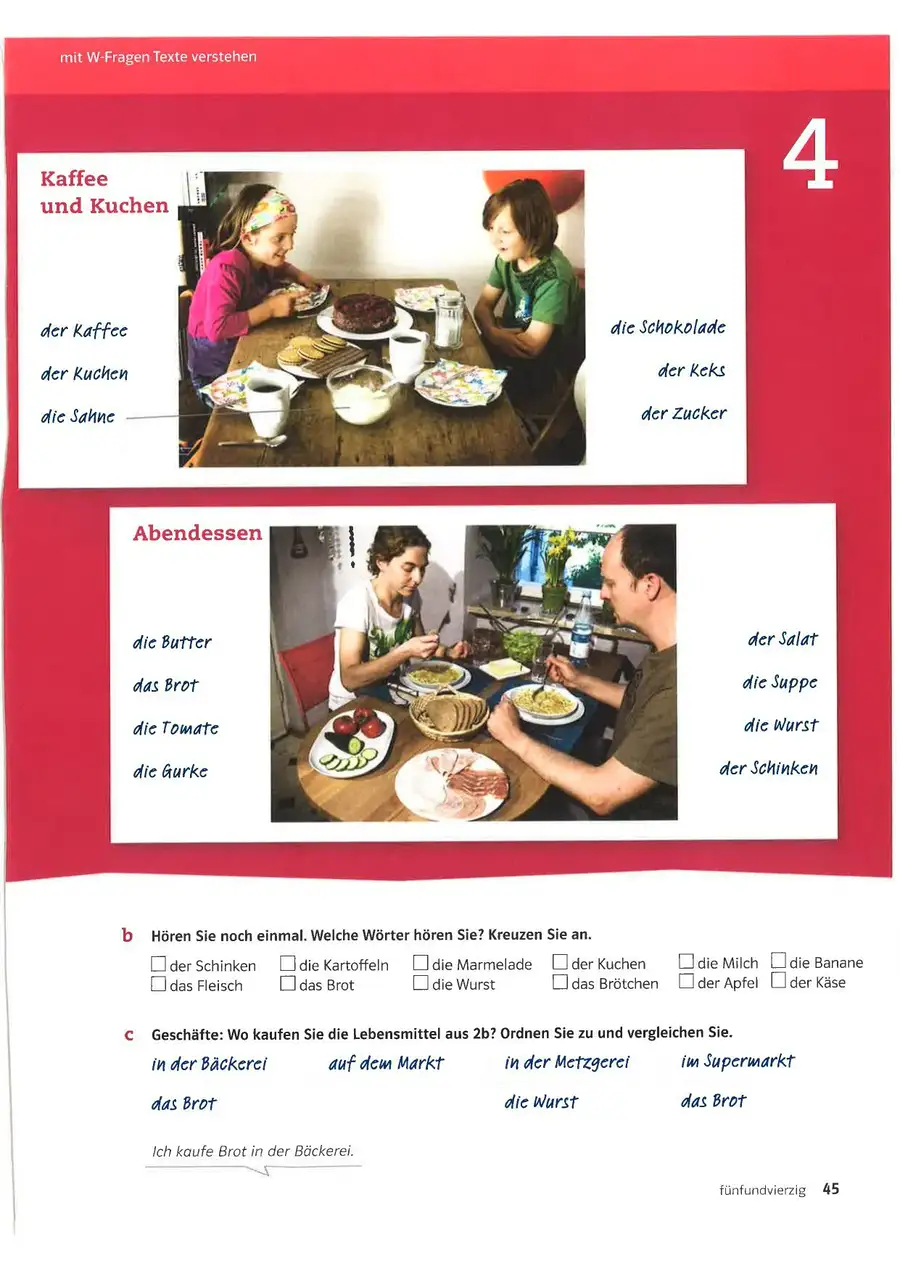 mit W-Fragen Texte verstehen
4
Kaffee
und Kuchen
der Kaffee
der Kuchen
die Sahne
die Schokolade
der Keks
der Zucker
Abendessen
die Butter
das Brot
die Tomate
die Gurke
der Salat
die Suppe
die Wurst
der Schinken
b Hören Sie noch einmal. Welche Wörter hören Sie? Kreuzen Sie an.
der Schinken die Kartoffeln die Marmelade der Kuchen die Milch die Banane
das Fleisch das Brot die Wurst das Brötchen der Apfel der Käse
c Geschäfte: Wo kaufen Sie die Lebensmittel aus 2b? Ordnen Sie zu und vergleichen Sie.
in der Bäckerei auf dem Markt in der Metzgerei im Supermarkt
das Brot die Wurst das Brot
Ich kaufe Brot in der Bäckerei.
fünfundvierzig 45